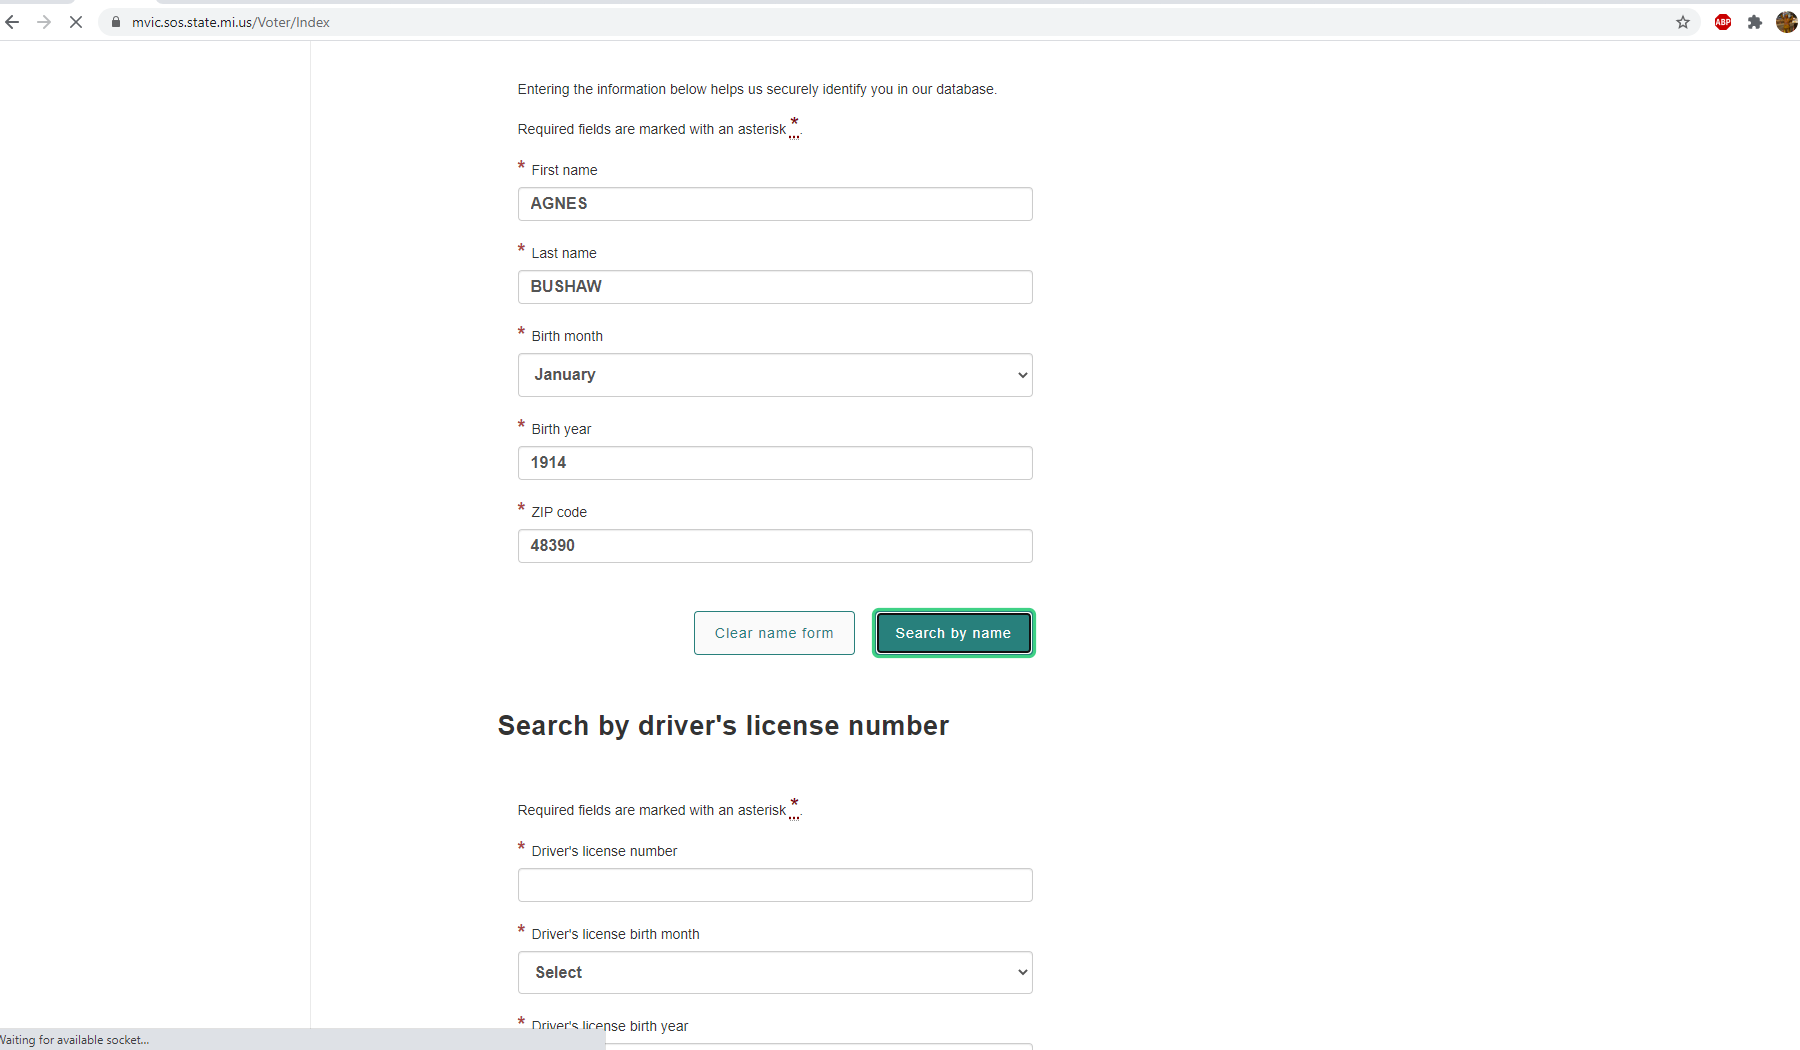 mvic.sos.state.mi.us/Voter/Index
ABP
Entering the information below helps us securely identify you in our database.
Required fields are marked with an asterisk *.
* First name
AGNES
* Last name
BUSHAW
* Birth month
January
* Birth year
1914
* ZIP code
48390
Clear name form Search by name
Search by driver's license number
Required fields are marked with an asterisk *.
* Driver's license number
* Driver's license birth month
Select
* Driver's license birth year
Waiting for available socket...